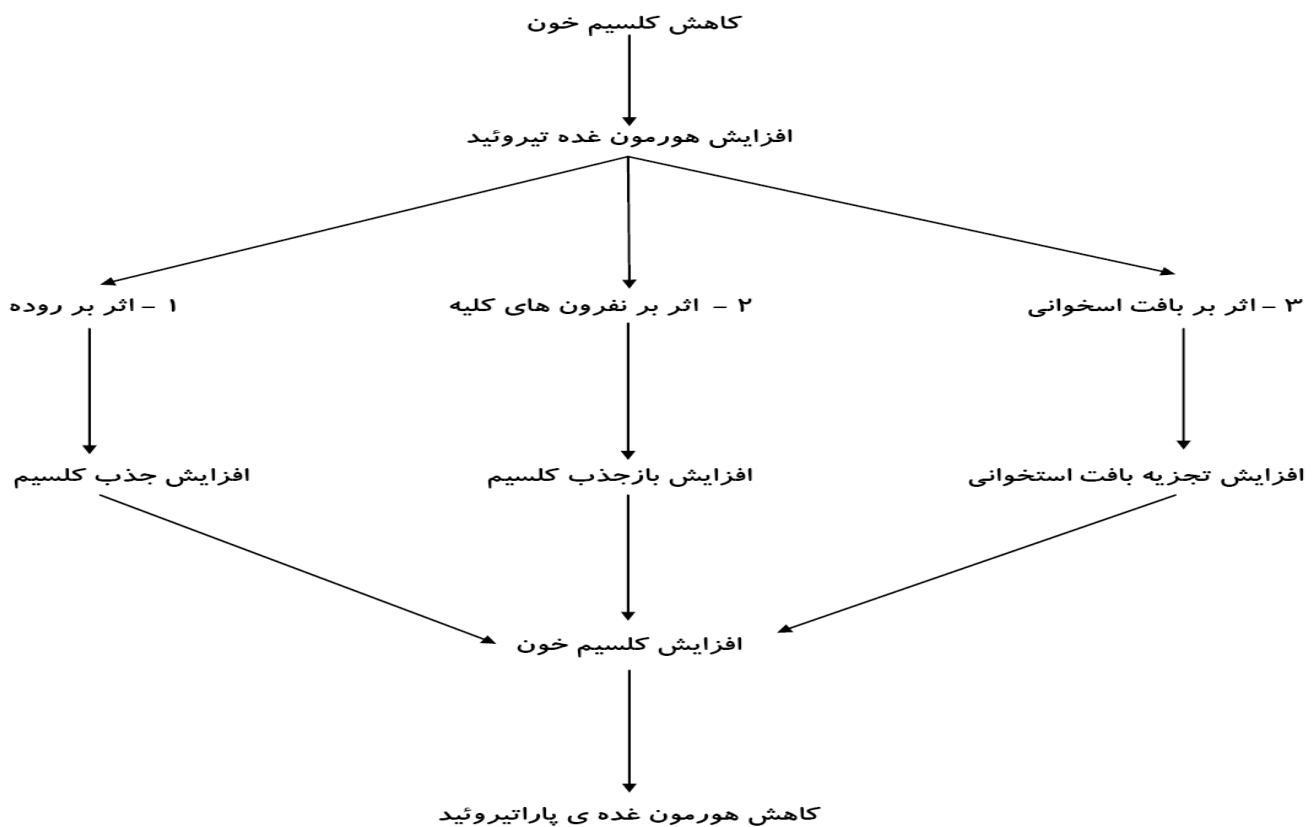 کاهش کلسیم خون
افزایش هورمون غده تیروئید
۳ – اثر بر بافت اسخوانی
۲ – اثر بر نفرون های کلیه
۱ – اثر بر روده
افزایش تجزیه بافت استخوانی
افزایش بازجذب کلسیم
افزایش جذب کلسیم
افزایش کلسیم خون
کاهش هورمون غده ی پاراتیروئید